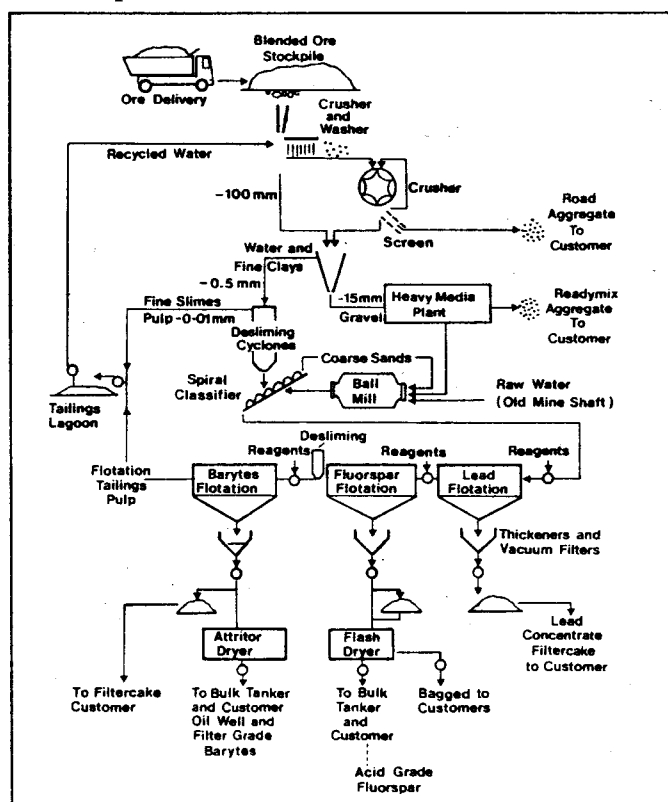 Blended Ore
Stockpile
Ore Delivery
Crusher
and
Washer
Recycled Water
Crusher
-100mm
Road
Aggregate
To
Customer
Screen
Water and
Fine Clays
-0.5mm
-15mm
Gravel
Heavy Media
Plant
Readymix
Aggregate
To
Customer
Fine Slimes
Pulp -0·01mm
Desliming
Cyclones
Coarse Sands
Spiral
Classifier
Ball
Mill
Raw Water
(Old Mine Shaft)
Tailings
Lagoon
Desliming
Reagents
Reagents
Reagents
Flotation
Tailings
Pulp
Barytes
Flotation
Fluorspar
Flotation
Lead
Flotation
Thickeners and
Vacuum Filters
Attritor
Dryer
Flash
Dryer
Lead
Concentrate
Filtercake
to Customer
To Filtercake
Customer
To Bulk Tanker
and Customer
Oil Well and
Filter Grade
Barytes
To Bulk
Tanker
and
Customer
Bagged to
Customers
Acid Grade
Fluorspar